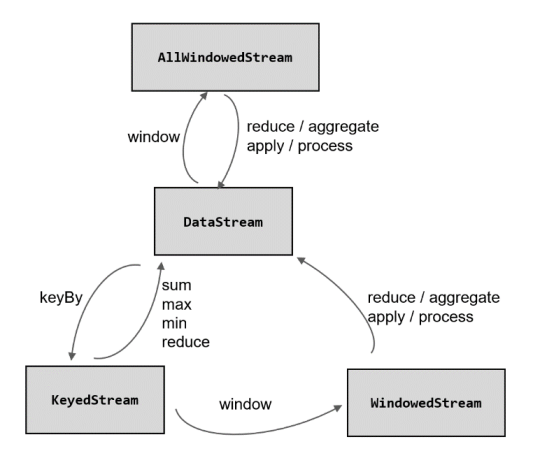 AllWindowedStream
window
reduce / aggregate
apply / process
DataStream
keyBy
sum
max
min
reduce
reduce / aggregate
apply / process
KeyedStream
window
WindowedStream